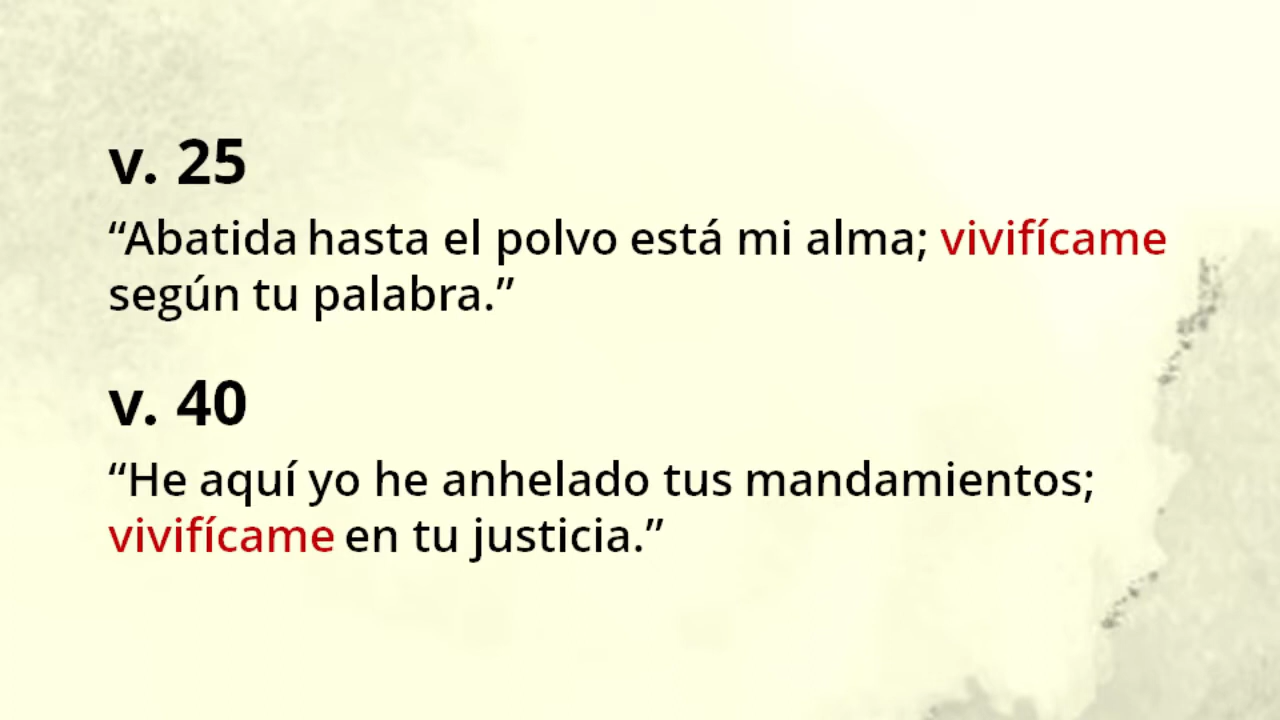 v. 25
“Abatida hasta el polvo está mi alma; vivifícame
según tu palabra.”
v. 40
“He aquí yo he anhelado tus mandamientos;
vivifícame en tu justicia.”